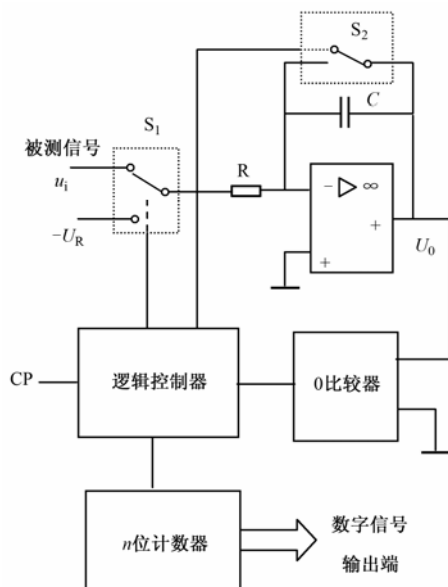 S₂
C
S₁
被测信号
uᵢ
R
− ▷ ∞
+
+
U₀
−U_R
CP
逻辑控制器
0比较器
n位计数器
数字信号
输出端